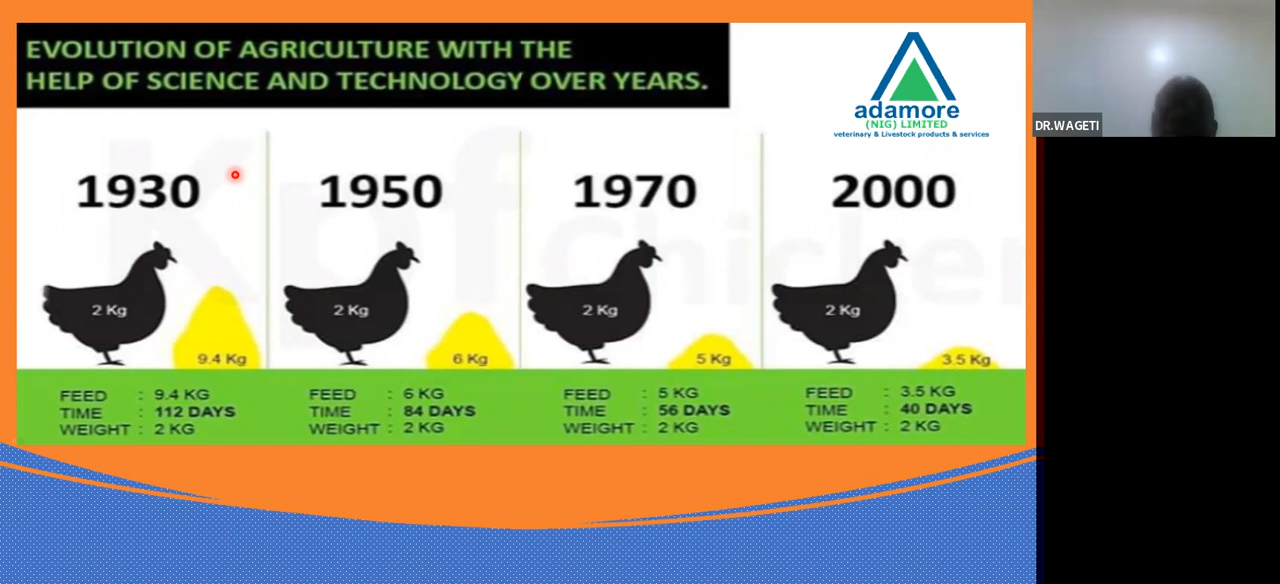 EVOLUTION OF AGRICULTURE WITH THE
HELP OF SCIENCE AND TECHNOLOGY OVER YEARS.
adamore
(NIG) LIMITED
veterinary & Livestock products & services
DR.WAGETI
1930
2 Kg
9.4 Kg
FEED : 9.4 KG
TIME : 112 DAYS
WEIGHT : 2 KG
1950
2 Kg
6 Kg
FEED : 6 KG
TIME : 84 DAYS
WEIGHT : 2 KG
1970
2 Kg
5 Kg
FEED : 5 KG
TIME : 56 DAYS
WEIGHT : 2 KG
2000
2 Kg
3.5 Kg
FEED : 3.5 KG
TIME : 40 DAYS
WEIGHT : 2 KG